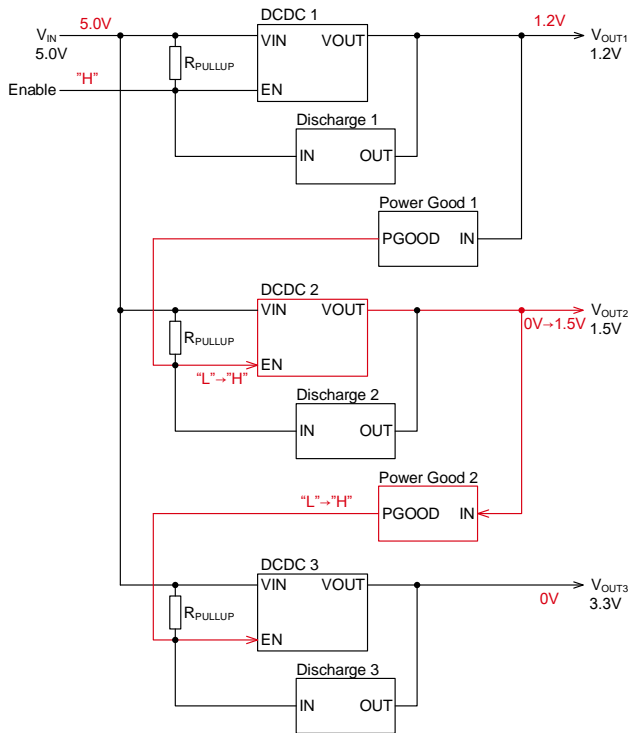 DCDC 1
VIN
5.0V
5.0V
VIN
VOUT
1.2V
VOUT1
1.2V
RPULLUP
Enable
"H"
EN
Discharge 1
IN
OUT
Power Good 1
PGOOD
IN
DCDC 2
VIN
VOUT
0V→1.5V
VOUT2
1.5V
RPULLUP
EN
“L”→”H”
Discharge 2
IN
OUT
Power Good 2
“L”→”H”
PGOOD
IN
DCDC 3
VIN
VOUT
0V
VOUT3
3.3V
RPULLUP
EN
Discharge 3
IN
OUT